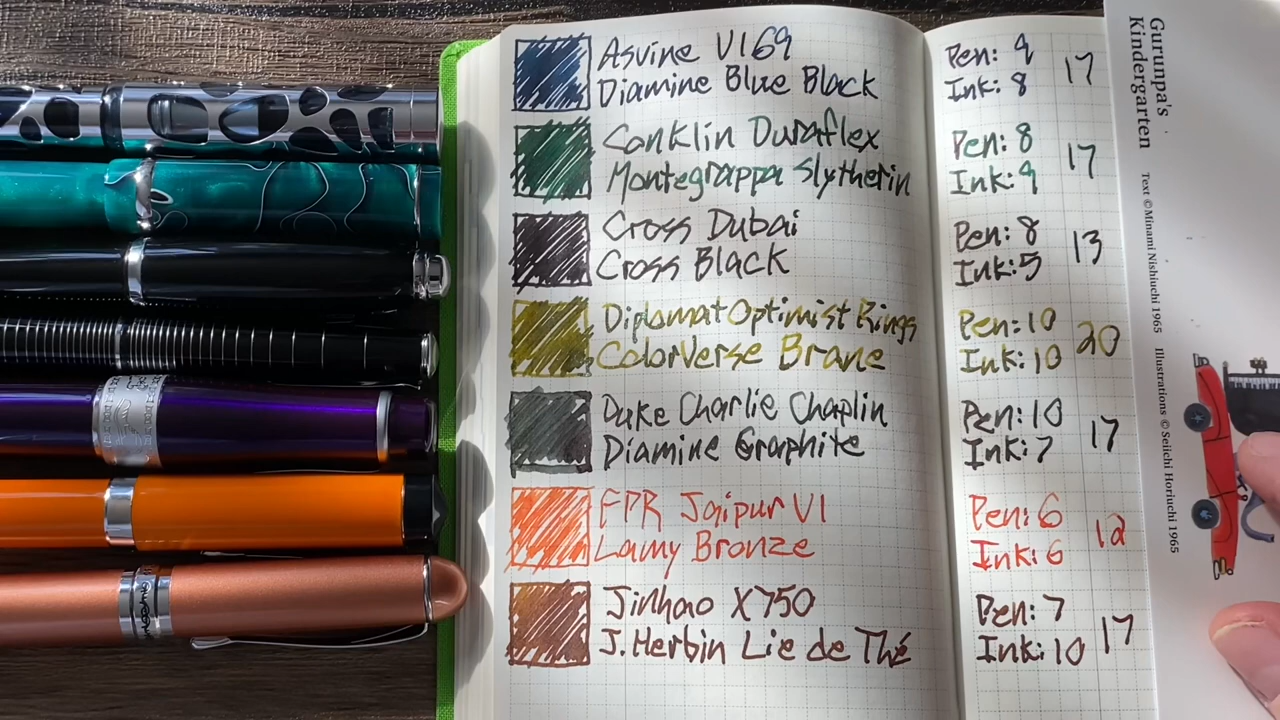 Asvine V169
Diamine Blue Black
Pen: 9
Ink: 8
17
Conklin Duraflex
Montegrappa Slytherin
Pen: 8
Ink: 9
17
Cross Dubai
Cross Black
Pen: 8
Ink: 5
13
Diplomat Optimist Rings
ColorVerse Brane
Pen: 10
Ink: 10
20
Duke Charlie Chaplin
Diamine Graphite
Pen: 10
Ink: 7
17
FPR Jaipur V1
Lamy Bronze
Pen: 6
Ink: 6
12
Jinhao X750
J. Herbin Lie de Thé
Pen: 7
Ink: 10
17
Gurunpa's
Kindergarten
Text © Minami Nishiuchi 1965 Illustrations © Seiichi Horiuchi 1965